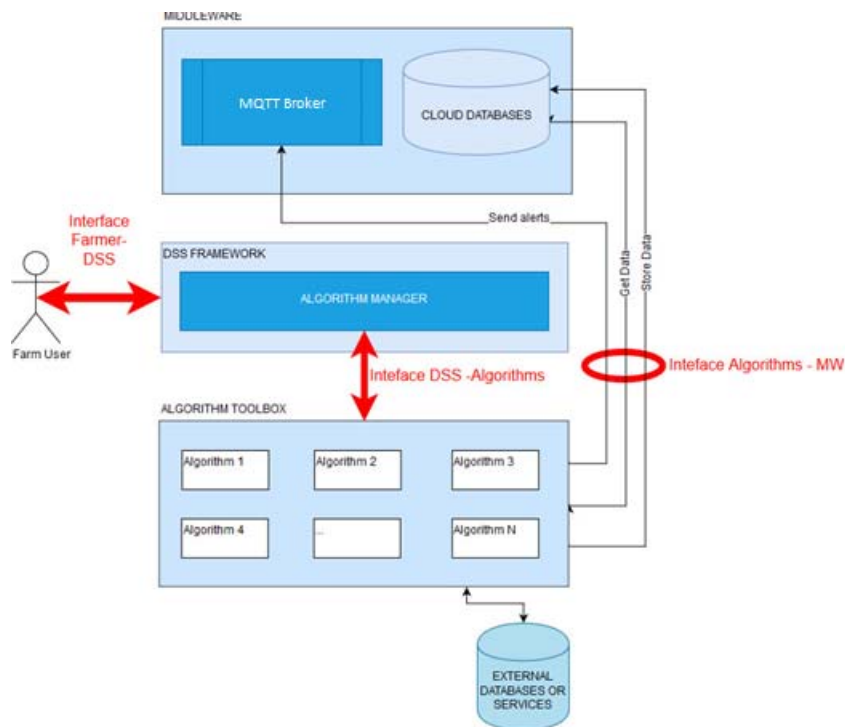 MIDDLEWARE
MQTT Broker
CLOUD DATABASES
Send alerts
Get Data
Store Data
Interface
Farmer-
DSS
Farm User
DSS FRAMEWORK
ALGORITHM MANAGER
Inteface DSS -Algorithms
Inteface Algorithms - MW
ALGORITHM TOOLBOX
Algorithm 1
Algorithm 2
Algorithm 3
Algorithm 4
...
Algorithm N
EXTERNAL
DATABASES OR
SERVICES